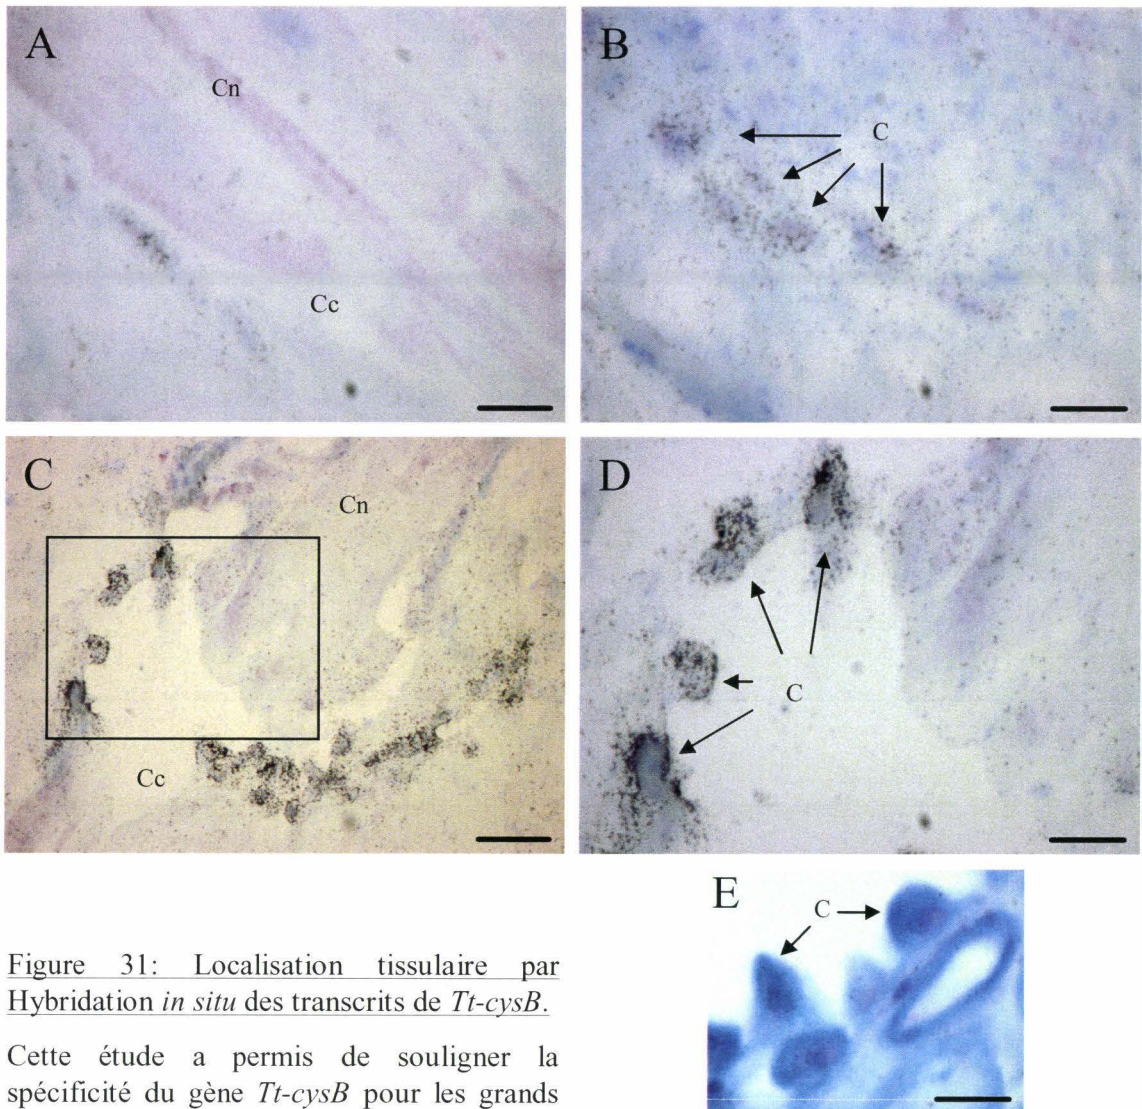 A
Cn
Cc
B
C
C
Cn
Cc
D
C
E
C
Figure 31: Localisation tissulaire par
Hybridation in situ des transcrits de Tt-cysB.
Cette étude a permis de souligner la
spécificité du gène Tt-cysB pour les grands